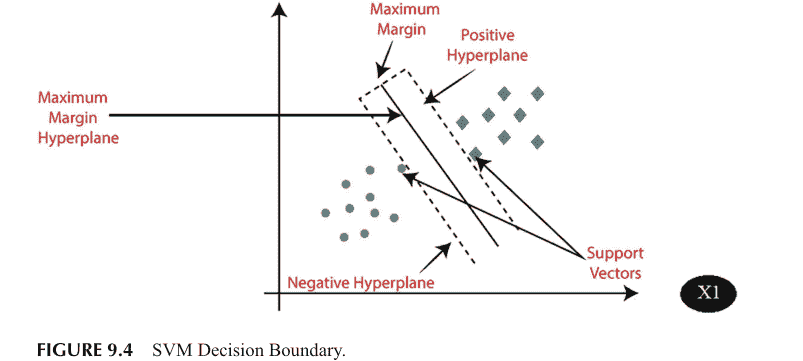 Maximum
Margin
Positive
Hyperplane
Maximum
Margin
Hyperplane
Support
Vectors
Negative Hyperplane
X1
FIGURE 9.4 SVM Decision Boundary.